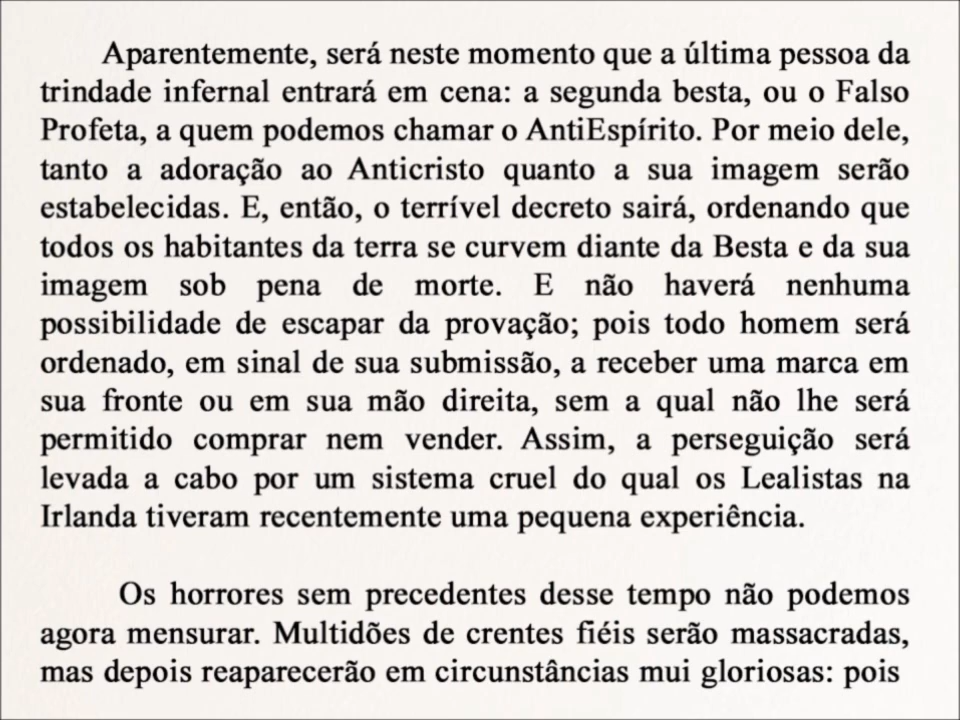 Aparentemente, será neste momento que a última pessoa da
trindade infernal entrará em cena: a segunda besta, ou o Falso
Profeta, a quem podemos chamar o AntiEspírito. Por meio dele,
tanto a adoração ao Anticristo quanto a sua imagem serão
estabelecidas. E, então, o terrível decreto sairá, ordenando que
todos os habitantes da terra se curvem diante da Besta e da sua
imagem sob pena de morte. E não haverá nenhuma
possibilidade de escapar da provação; pois todo homem será
ordenado, em sinal de sua submissão, a receber uma marca em
sua fronte ou em sua mão direita, sem a qual não lhe será
permitido comprar nem vender. Assim, a perseguição será
levada a cabo por um sistema cruel do qual os Lealistas na
Irlanda tiveram recentemente uma pequena experiência.
Os horrores sem precedentes desse tempo não podemos
agora mensurar. Multidões de crentes fiéis serão massacradas,
mas depois reaparecerão em circunstâncias mui gloriosas: pois